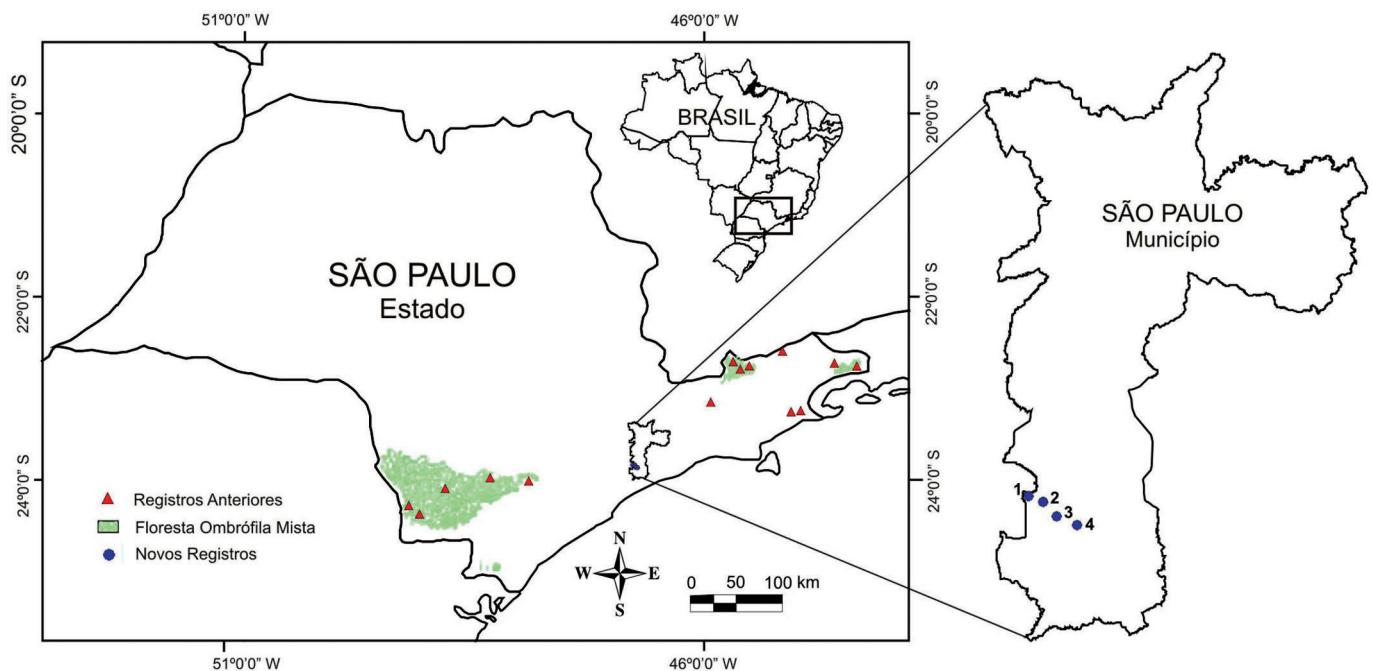 51º0'0" W
46º0'0" W
20º0'0" S
20º0'0" S
BRASIL
SÃO PAULO
Município
SÃO PAULO
Estado
22º0'0" S
22º0'0" S
24º0'0" S
24º0'0" S
1
2
3
4
Registros Anteriores
Floresta Ombrófila Mista
Novos Registros
N
W E
S
0 50 100 km
51º0'0" W
46º0'0" W